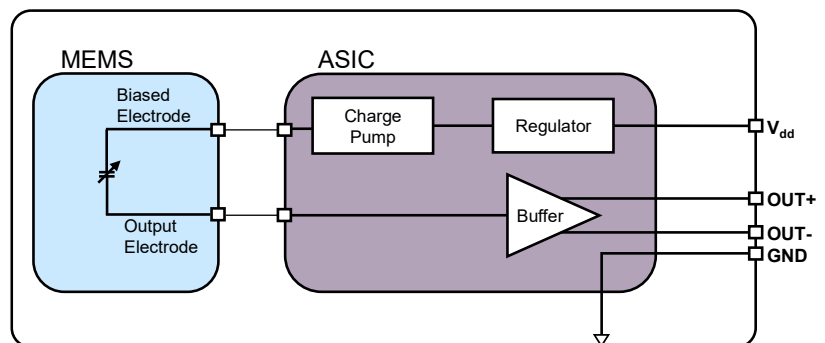 MEMS
ASIC
Biased
Electrode
Charge
Pump
Regulator
Vdd
Output
Electrode
Buffer
OUT+
OUT-
GND